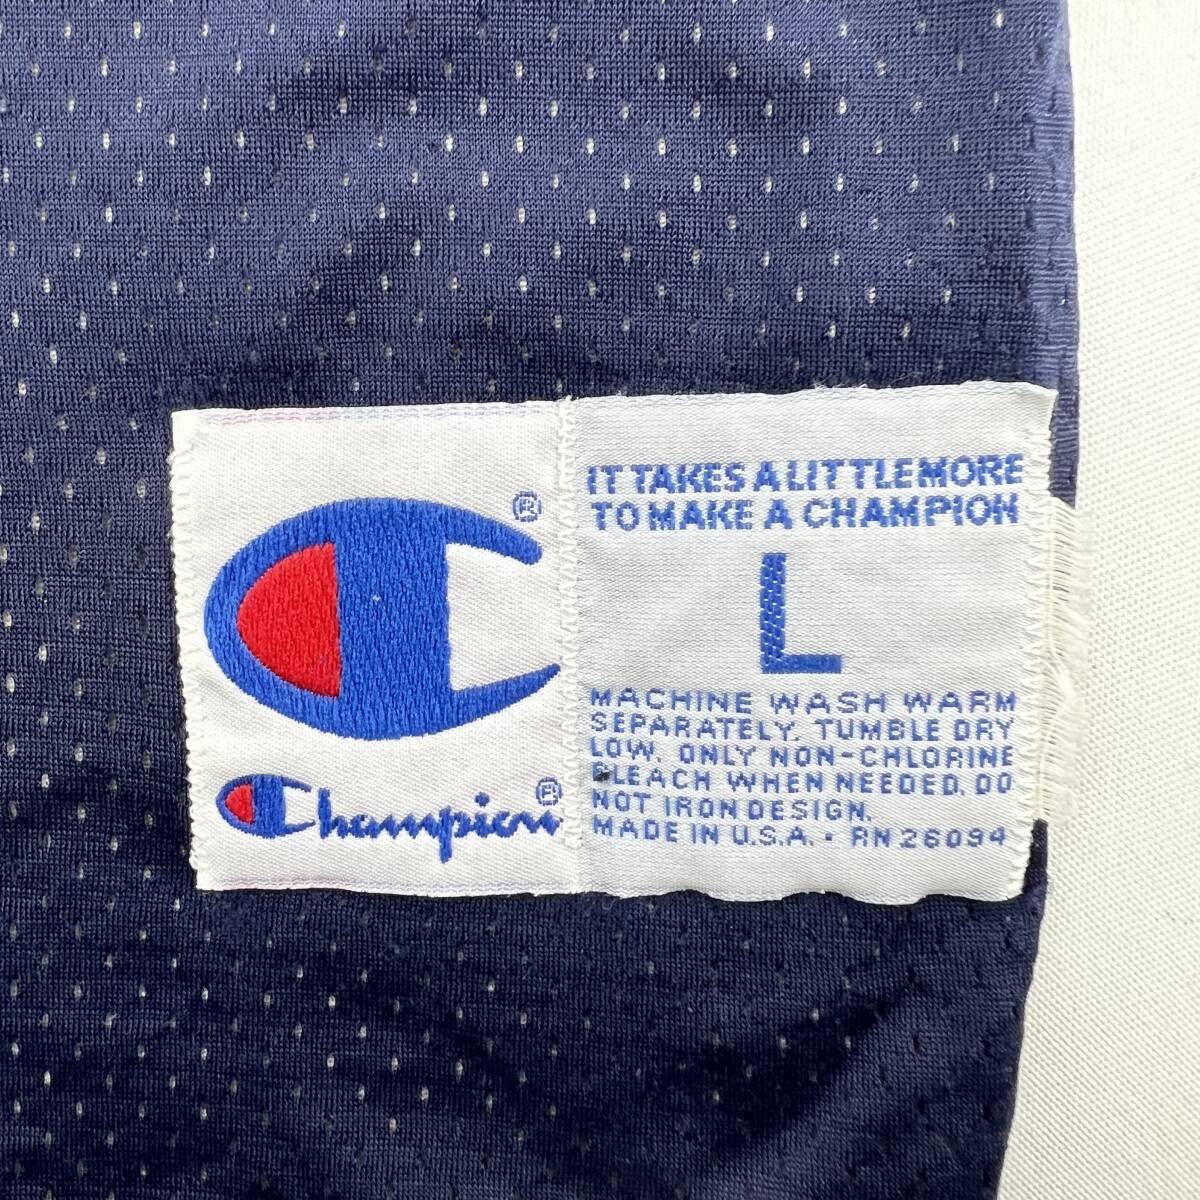 ®
Champion®
IT TAKES A LITTLE MORE
TO MAKE A CHAMPION
L
MACHINE WASH WARM
SEPARATELY. TUMBLE DRY
LOW. ONLY NON-CHLORINE
BLEACH WHEN NEEDED. DO
NOT IRON DESIGN.
MADE IN U.S.A. • RN 26094